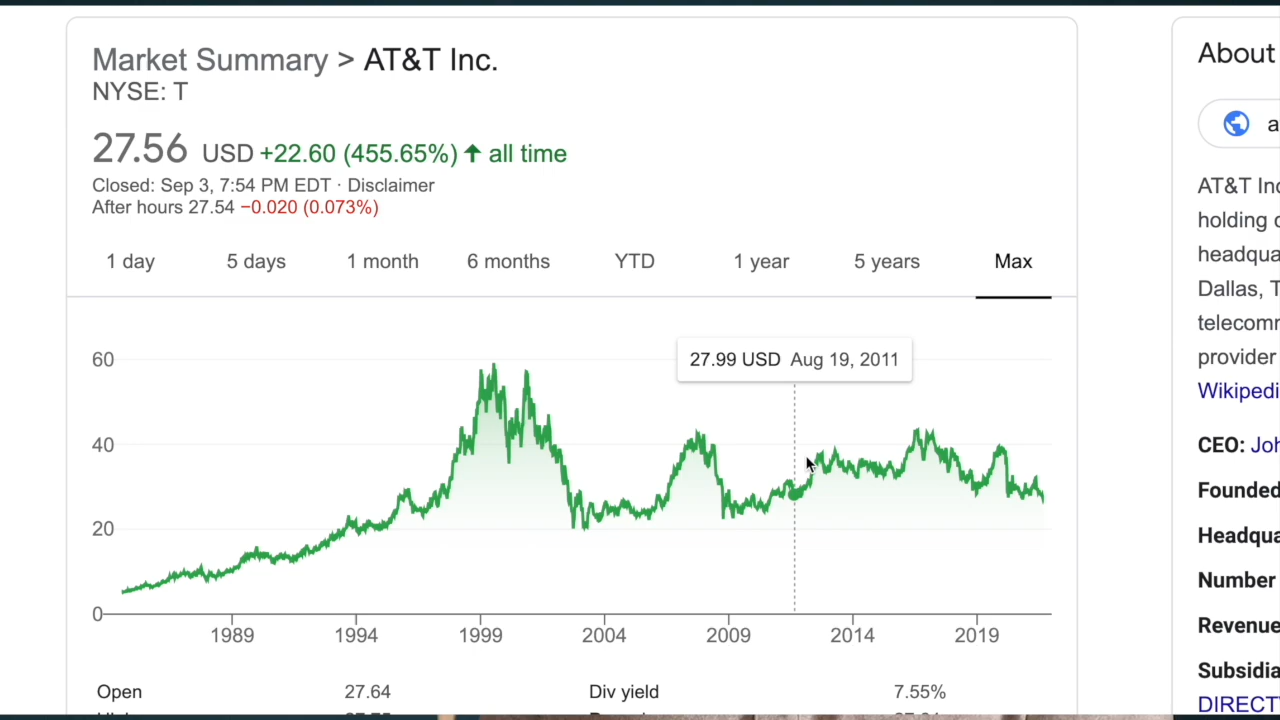 Market Summary > AT&T Inc.
NYSE: T
27.56 USD +22.60 (455.65%) ↑ all time
Closed: Sep 3, 7:54 PM EDT · Disclaimer
After hours 27.54 −0.020 (0.073%)
1 day 5 days 1 month 6 months YTD 1 year 5 years Max
27.99 USD Aug 19, 2011
60
40
20
0
1989 1994 1999 2004 2009 2014 2019
Open 27.64 Div yield 7.55%
About
a
AT&T Inc
holding
headqua
Dallas, T
telecomm
provider
Wikipedi
CEO: Joh
Founded
Headqua
Number
Revenue
Subsidia
DIRECT